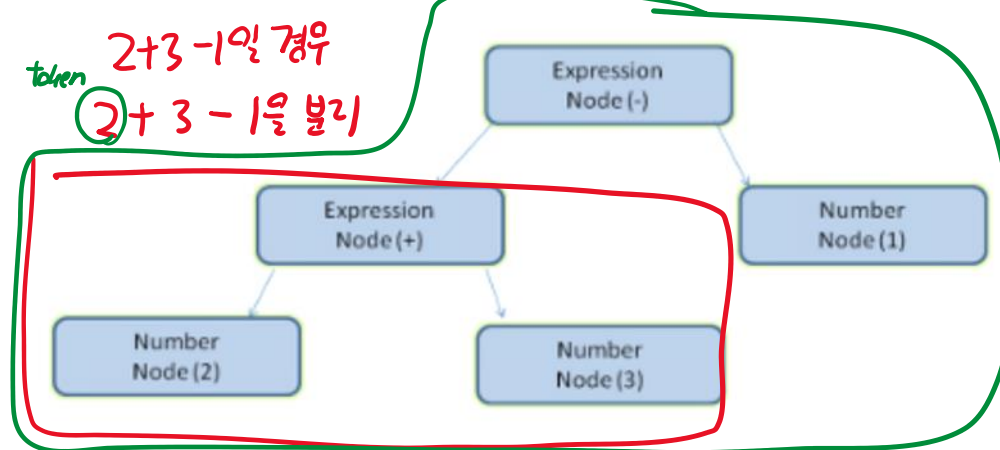 2+3-1일 경우
token
2+ 3 - 1을 분리
Expression
Node (-)
Expression
Node (+)
Number
Node (1)
Number
Node (2)
Number
Node (3)